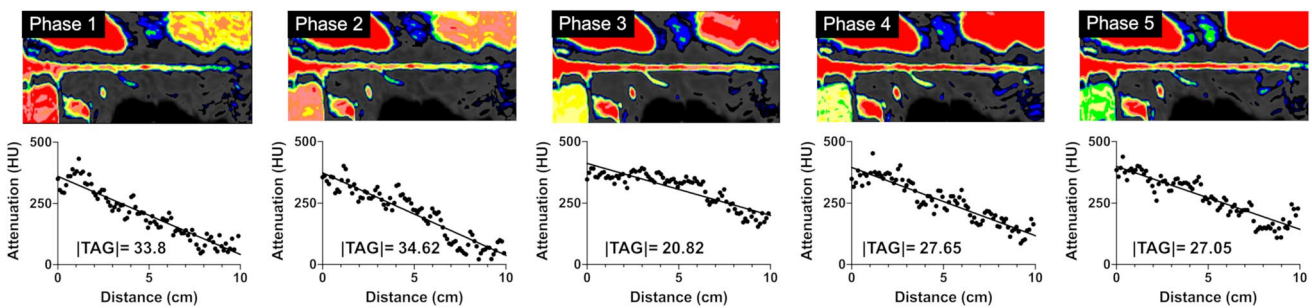 Phase 1
Phase 2
Phase 3
Phase 4
Phase 5
Attenuation (HU)
500
250
0
|TAG|= 33.8
0
5
10
Distance (cm)
Attenuation (HU)
500
250
0
|TAG|= 34.62
0
5
10
Distance (cm)
Attenuation (HU)
500
250
0
|TAG|= 20.82
0
5
10
Distance (cm)
Attenuation (HU)
500
250
0
|TAG|= 27.65
0
5
10
Distance (cm)
Attenuation (HU)
500
250
0
|TAG|= 27.05
0
5
10
Distance (cm)